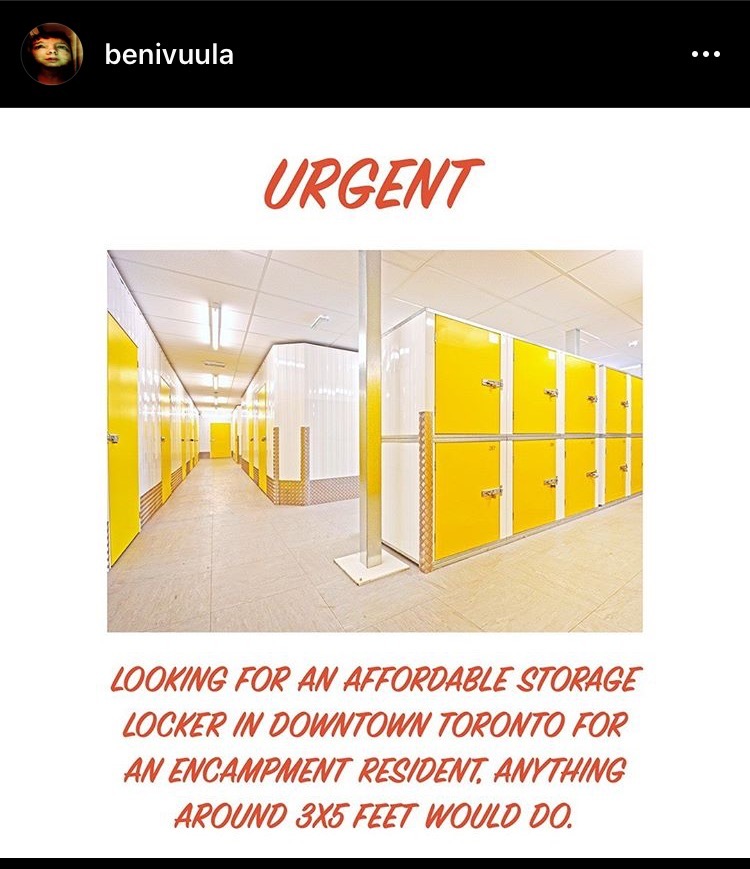 benivuula
URGENT
LOOKING FOR AN AFFORDABLE STORAGE
LOCKER IN DOWNTOWN TORONTO FOR
AN ENCAMPMENT RESIDENT. ANYTHING
AROUND 3X5 FEET WOULD DO.